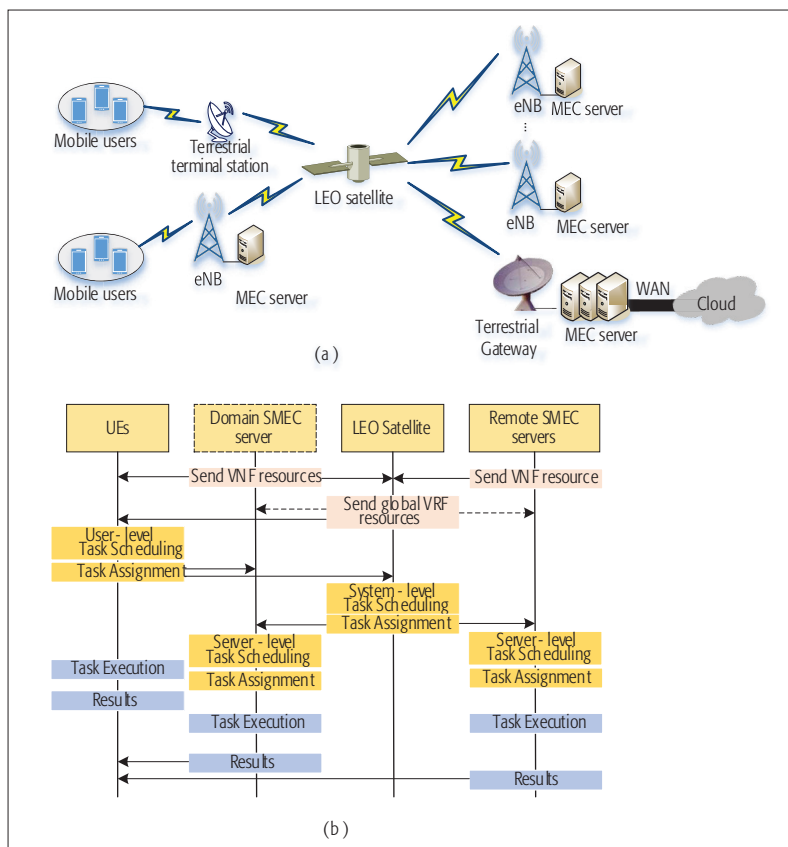 eNB
MEC server
...
Mobile users
Terrestrial
terminal station
LEO satellite
eNB
MEC server
Mobile users
eNB
MEC server
WAN
Cloud
Terrestrial
Gateway
MEC server
(a)
UEs
Domain SMEC
server
LEO Satellite
Remote SMEC
servers
Send VNF resources
Send VNF resource
Send global VRF
resources
User- level
Task Scheduling
Task Assignment
System - level
Task Scheduling
Task Assignment
Server - level
Task Scheduling
Task Assignment
Server - level
Task Scheduling
Task Assignment
Task Execution
Results
Task Execution
Task Execution
Results
Results
(b)